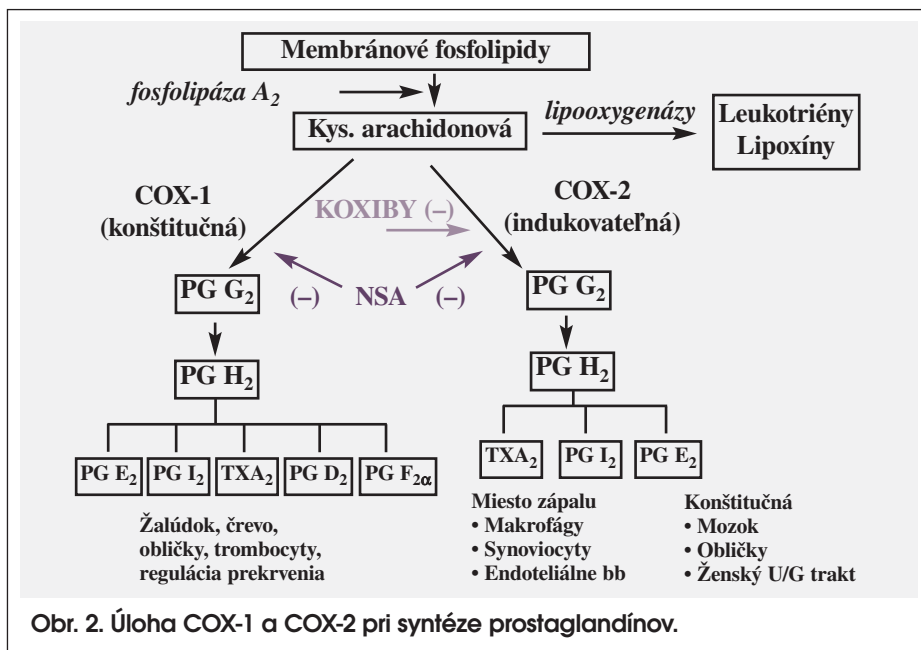 Membránové fosfolipidy
fosfolipáza A₂
Kys. arachidonová
lipooxygenázy
Leukotriény
Lipoxíny
COX-1
(konštitučná)
KOXIBY (–)
COX-2
(indukovateľná)
PG G₂
(–) NSA (–)
PG G₂
PG H₂
PG H₂
PG E₂ PG I₂ TXA₂ PG D₂ PG F₂α
TXA₂ PG I₂ PG E₂
Žalúdok, črevo,
obličky, trombocyty,
regulácia prekrvenia
Miesto zápalu
• Makrofágy
• Synoviocyty
• Endoteliálne bb
Konštitučná
• Mozok
• Obličky
• Ženský U/G trakt
Obr. 2. Úloha COX-1 a COX-2 pri syntéze prostaglandínov.